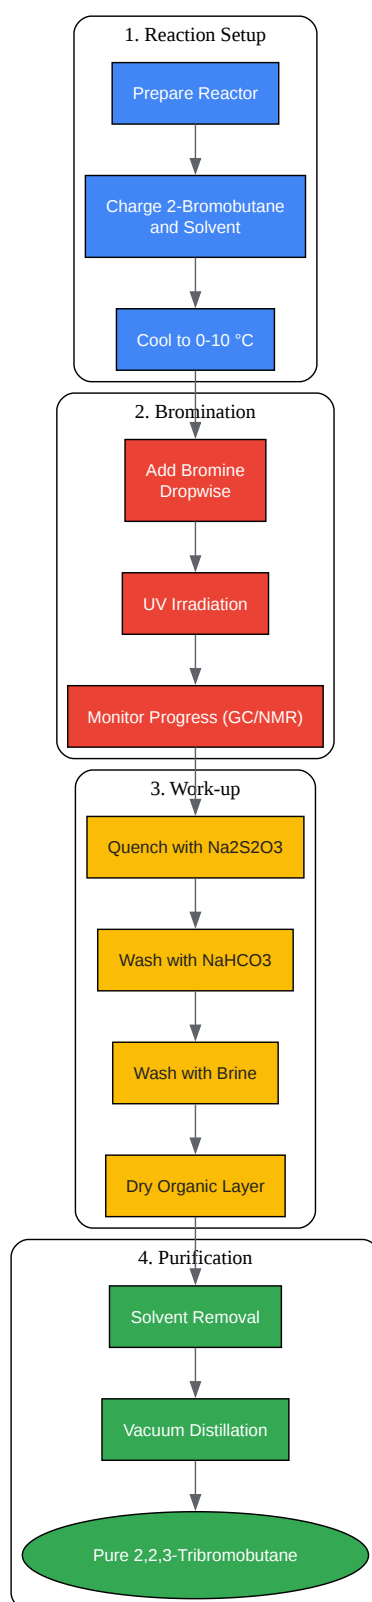 1. Reaction Setup
Prepare Reactor
Charge 2-Bromobutane
and Solvent
Cool to 0-10 °C
2. Bromination
Add Bromine
Dropwise
UV Irradiation
Monitor Progress (GC/NMR)
3. Work-up
Quench with Na2S2O3
Wash with NaHCO3
Wash with Brine
Dry Organic Layer
4. Purification
Solvent Removal
Vacuum Distillation
Pure 2,2,3-Tribromobutane